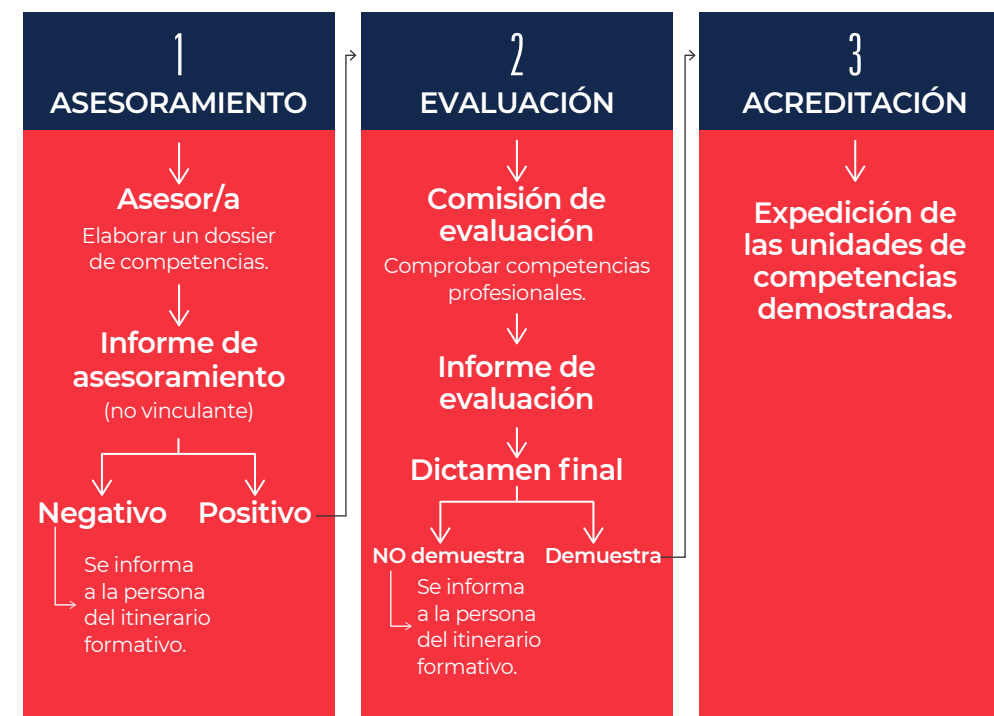 1
ASESORAMIENTO
Asesor/a
Elaborar un dossier
de competencias.
Informe de
asesoramiento
(no vinculante)
Negativo
Positivo
Se informa
a la persona
del itinerario
formativo.
2
EVALUACIÓN
Comisión de
evaluación
Comprobar competencias
profesionales.
Informe de
evaluación
Dictamen final
NO demuestra
Demuestra
Se informa
a la persona
del itinerario
formativo.
3
ACREDITACIÓN
Expedición de
las unidades de
competencias
demostradas.